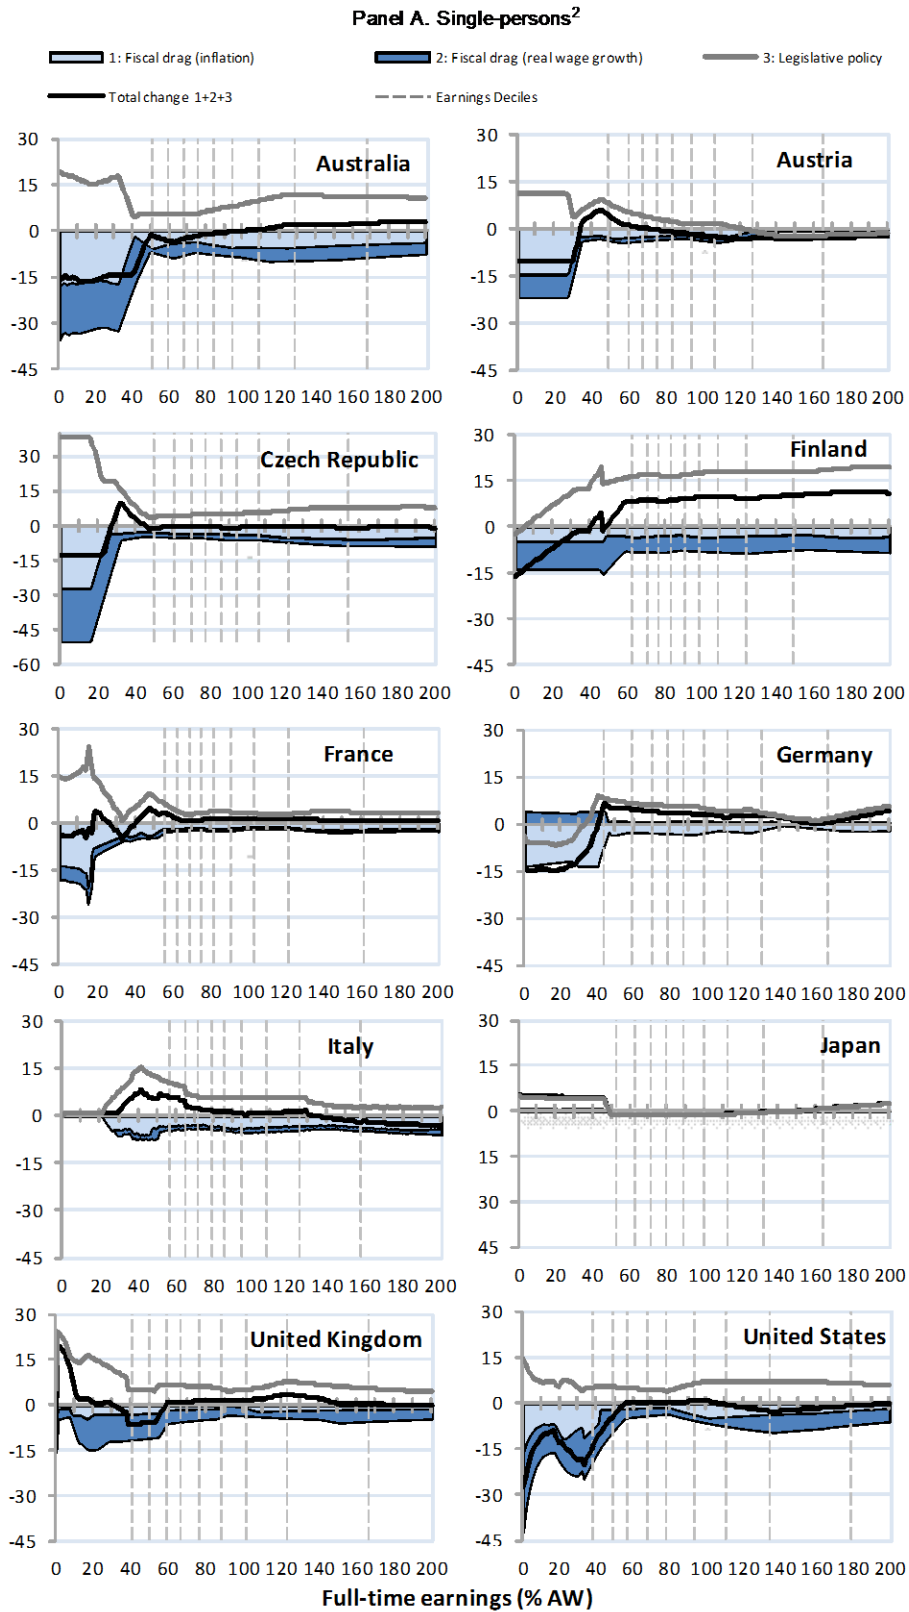 Panel A. Single-persons2
1: Fiscal drag (inflation)
2: Fiscal drag (real wage growth)
3: Legislative policy
Total change 1+2+3
Earnings Deciles
Australia
30
15
0
-15
-30
-45
0 20 40 60 80 100 120 140 160 180 200
Austria
30
15
0
-15
-30
-45
0 20 40 60 80 100 120 140 160 180 200
Czech Republic
30
15
0
-15
-30
-45
-60
0 20 40 60 80 100 120 140 160 180 200
Finland
30
15
0
-15
-30
-45
0 20 40 60 80 100 120 140 160 180 200
France
30
15
0
-15
-30
-45
0 20 40 60 80 100 120 140 160 180 200
Germany
30
15
0
-15
-30
-45
0 20 40 60 80 100 120 140 160 180 200
Italy
30
15
0
-15
-30
-45
0 20 40 60 80 100 120 140 160 180 200
Japan
30
15
0
15
30
45
0 20 40 60 80 100 120 140 160 180 200
United Kingdom
30
15
0
-15
-30
-45
0 20 40 60 80 100 120 140 160 180 200
United States
30
15
0
-15
-30
-45
0 20 40 60 80 100 120 140 160 180 200
Full-time earnings (% AW)